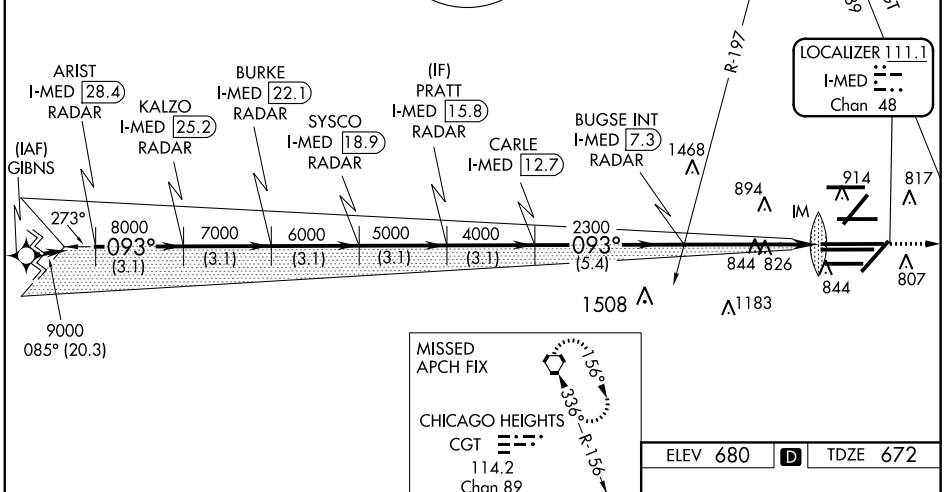 39
GT
R-197
LOCALIZER 111.1
I-MED
Chan 48
ARIST
I-MED 28.4
RADAR
KALZO
I-MED 25.2
RADAR
BURKE
I-MED 22.1
RADAR
SYSCO
I-MED 18.9
RADAR
(IF)
PRATT
I-MED 15.8
RADAR
CARLE
I-MED 12.7
BUGSE INT
I-MED 7.3
RADAR
(IAF)
GIBNS
1468
894
IM
914
817
273°
8000
093°
(3.1)
7000
(3.1)
6000
(3.1)
5000
(3.1)
4000
(3.1)
2300
093°
(5.4)
844
826
844
807
1508
1183
9000
085° (20.3)
MISSED
APCH FIX
156°
336°
R-156
CHICAGO HEIGHTS
CGT
114.2
Chan 89
ELEV 680
D
TDZE 672